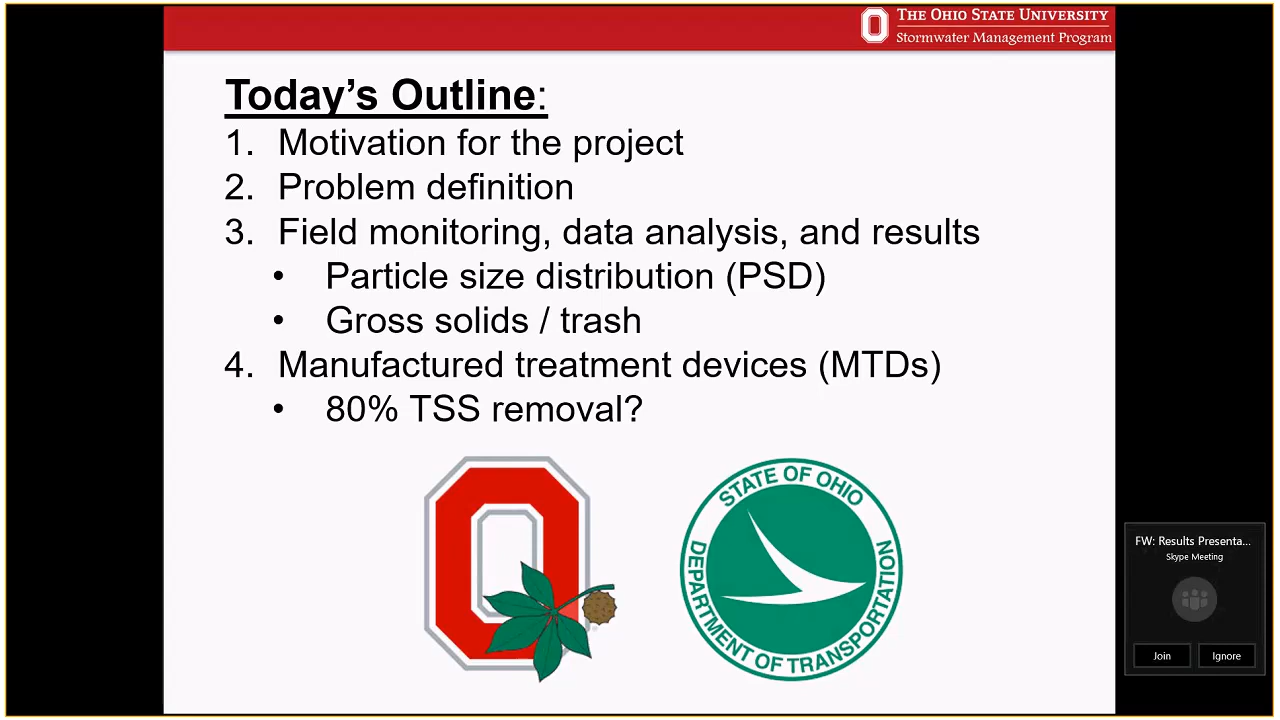 THE OHIO STATE UNIVERSITY
Stormwater Management Program
Today's Outline:
1. Motivation for the project
2. Problem definition
3. Field monitoring, data analysis, and results
• Particle size distribution (PSD)
• Gross solids / trash
4. Manufactured treatment devices (MTDs)
• 80% TSS removal?
STATE OF OHIO
DEPARTMENT OF TRANSPORTATION
FW: Results Presenta...
Skype Meeting
Join
Ignore